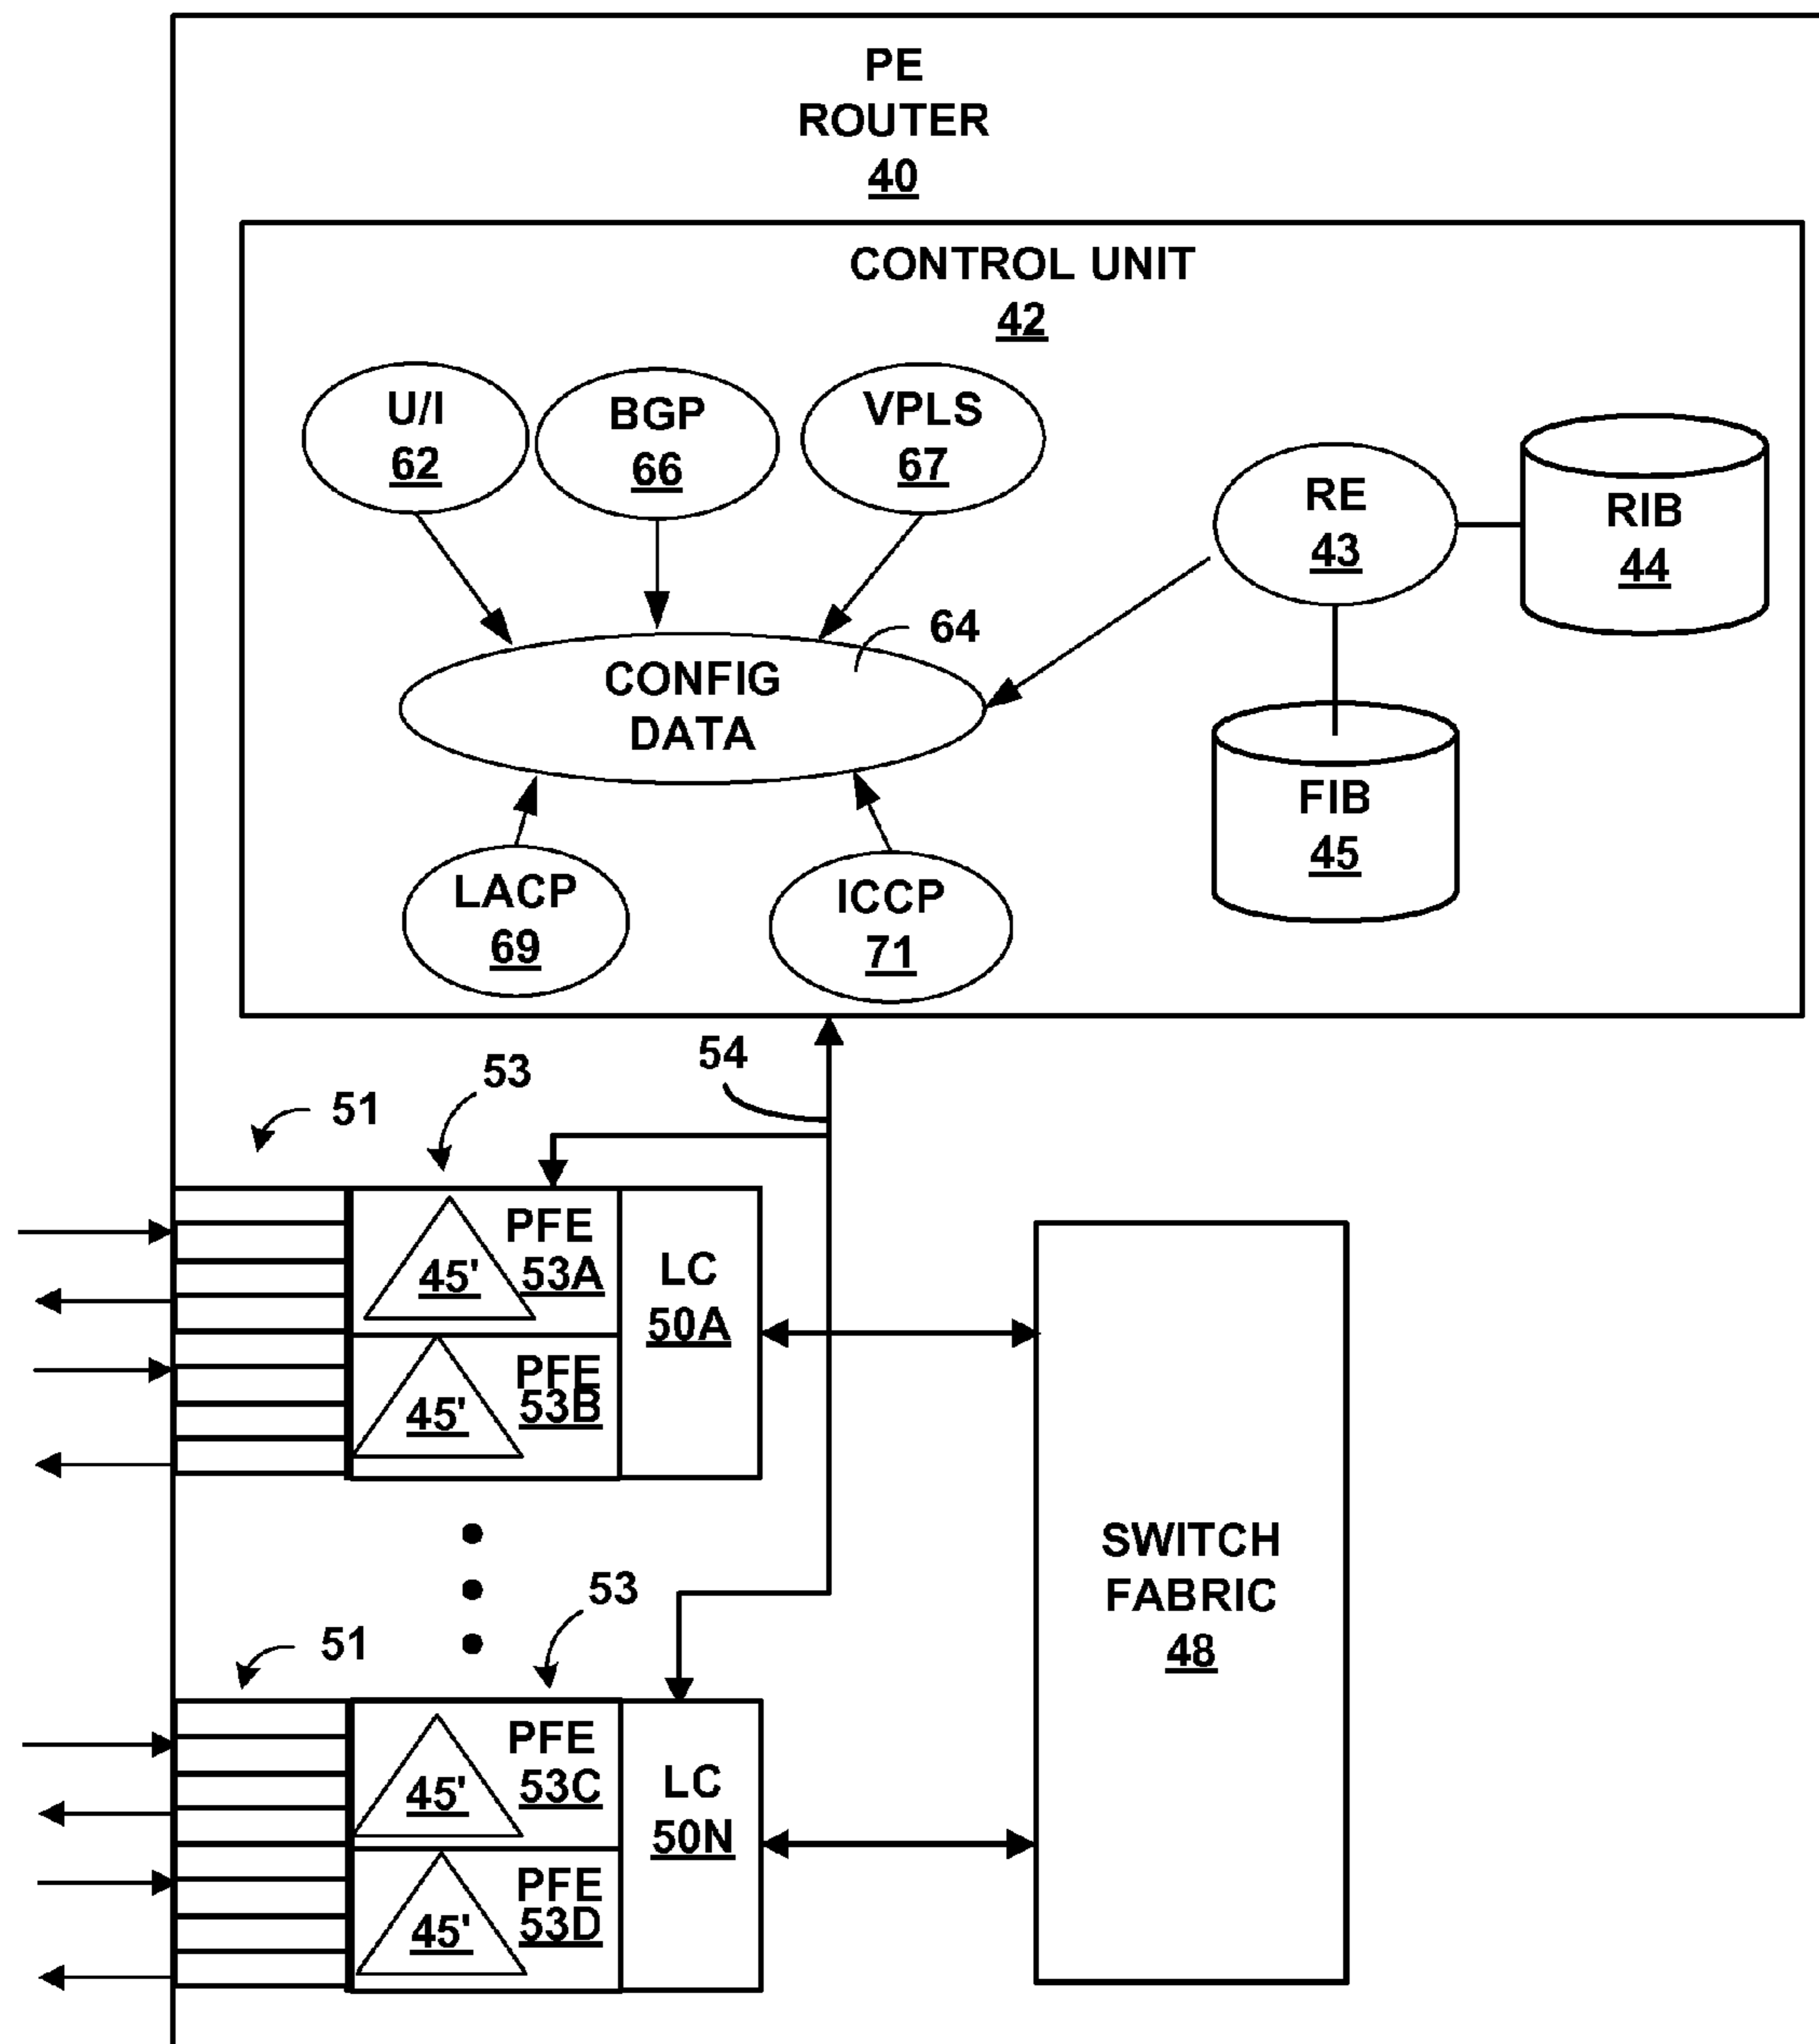 PE
ROUTER
40
CONTROL UNIT
42
U/I
62
BGP
66
VPLS
67
RE
43
RIB
44
64
CONFIG
DATA
FIB
45
LACP
69
ICCP
71
54
53
51
PFE
53A
45'
LC
50A
PFE
53B
45'
SWITCH
FABRIC
48
53
51
PFE
53C
45'
LC
50N
PFE
53D
45'